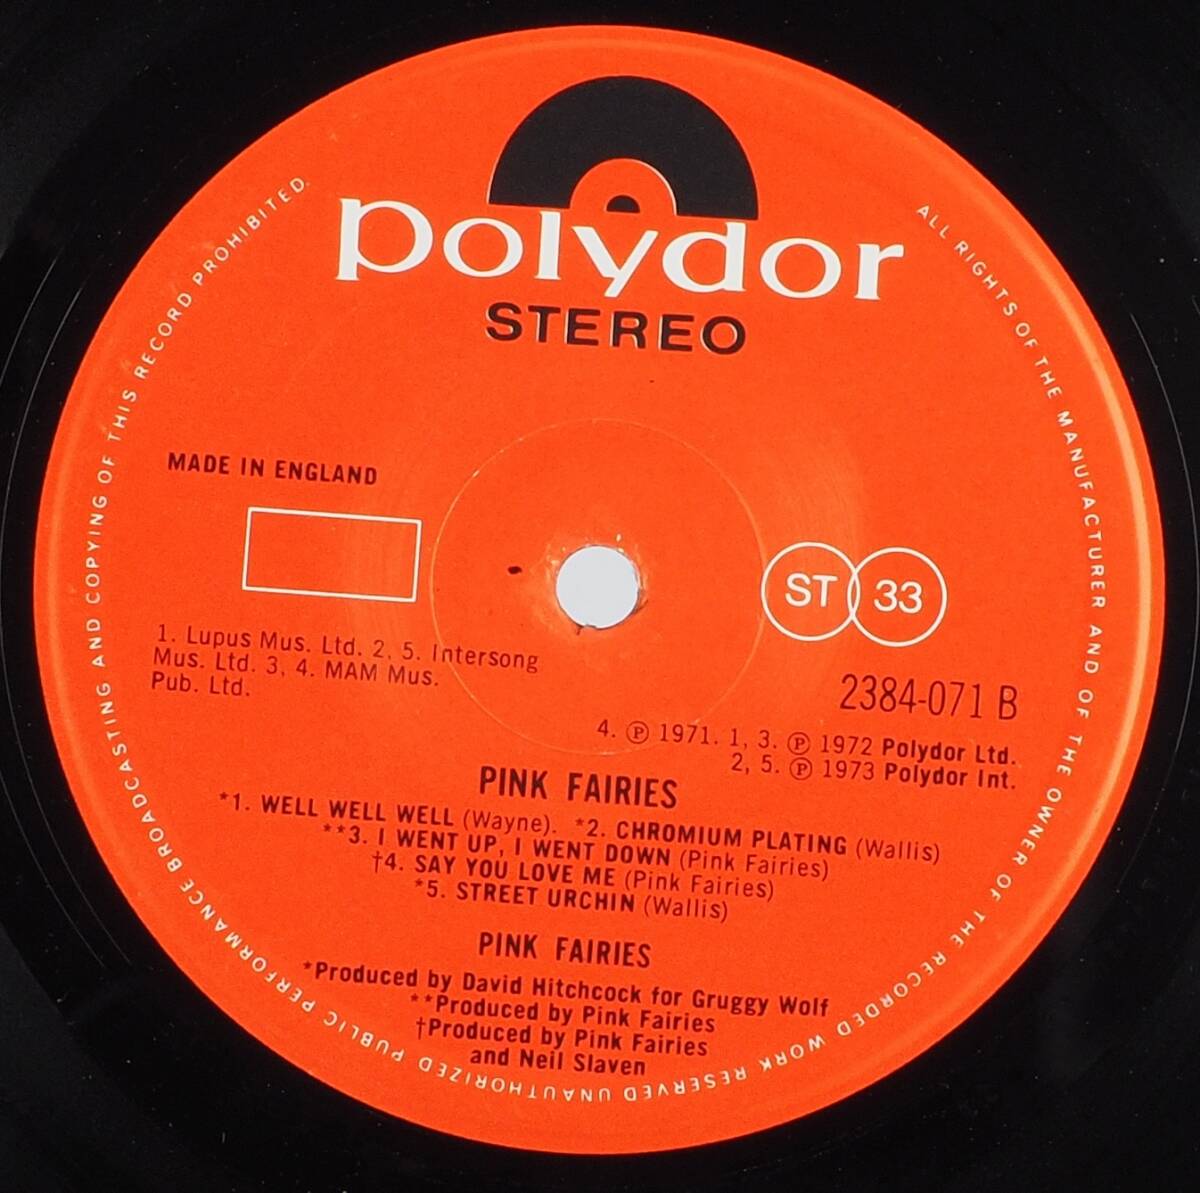 polydor
STEREO
ALL RIGHTS OF THE MANUFACTURER AND OF THE OWNER OF THE RECORDED WORK RESERVED UNAUTHORIZED PUBLIC PERFORMANCE BROADCASTING AND COPYING OF THIS RECORD PROHIBITED.
MADE IN ENGLAND
ST 33
1. Lupus Mus. Ltd. 2, 5. Intersong
Mus. Ltd. 3, 4. MAM Mus.
Pub. Ltd.
2384-071 B
4. Ⓟ 1971. 1, 3. Ⓟ 1972 Polydor Ltd.
2, 5. Ⓟ 1973 Polydor Int.
PINK FAIRIES
*1. WELL WELL WELL (Wayne). *2. CHROMIUM PLATING (Wallis)
**3. I WENT UP, I WENT DOWN (Pink Fairies)
†4. SAY YOU LOVE ME (Pink Fairies)
*5. STREET URCHIN (Wallis)
PINK FAIRIES
*Produced by David Hitchcock for Gruggy Wolf
**Produced by Pink Fairies
†Produced by Pink Fairies
and Neil Slaven